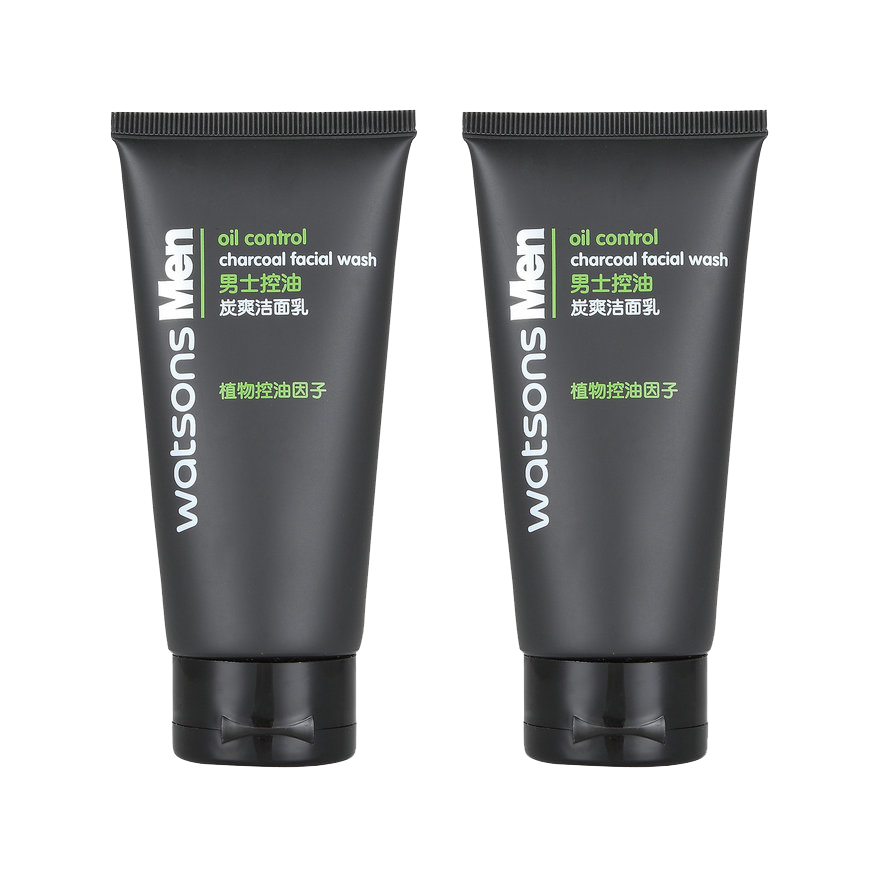 watsons Men
oil control
charcoal facial wash
男士控油
炭爽洁面乳
植物控油因子
watsons Men
oil control
charcoal facial wash
男士控油
炭爽洁面乳
植物控油因子